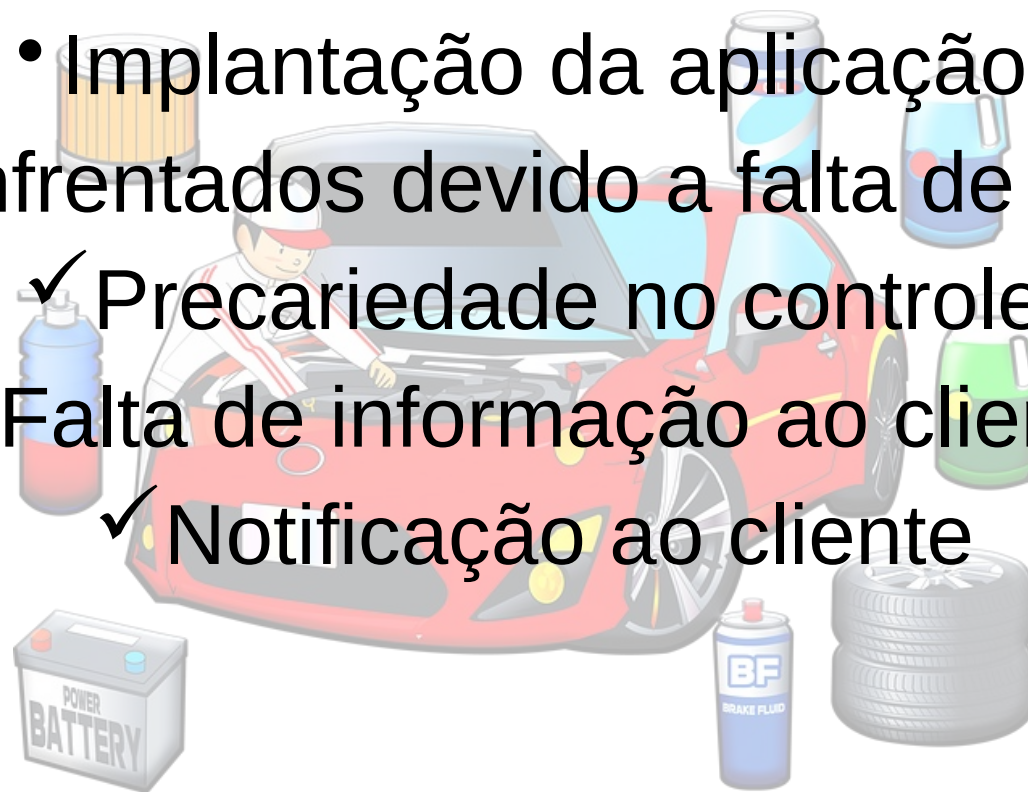 • Implantação da aplicação
nfrentados devido a falta de
✓ Precariedade no controle
Falta de informação ao clien
✓ Notificação ao cliente
POWER
BATTERY
BF
BRAKE FLUID